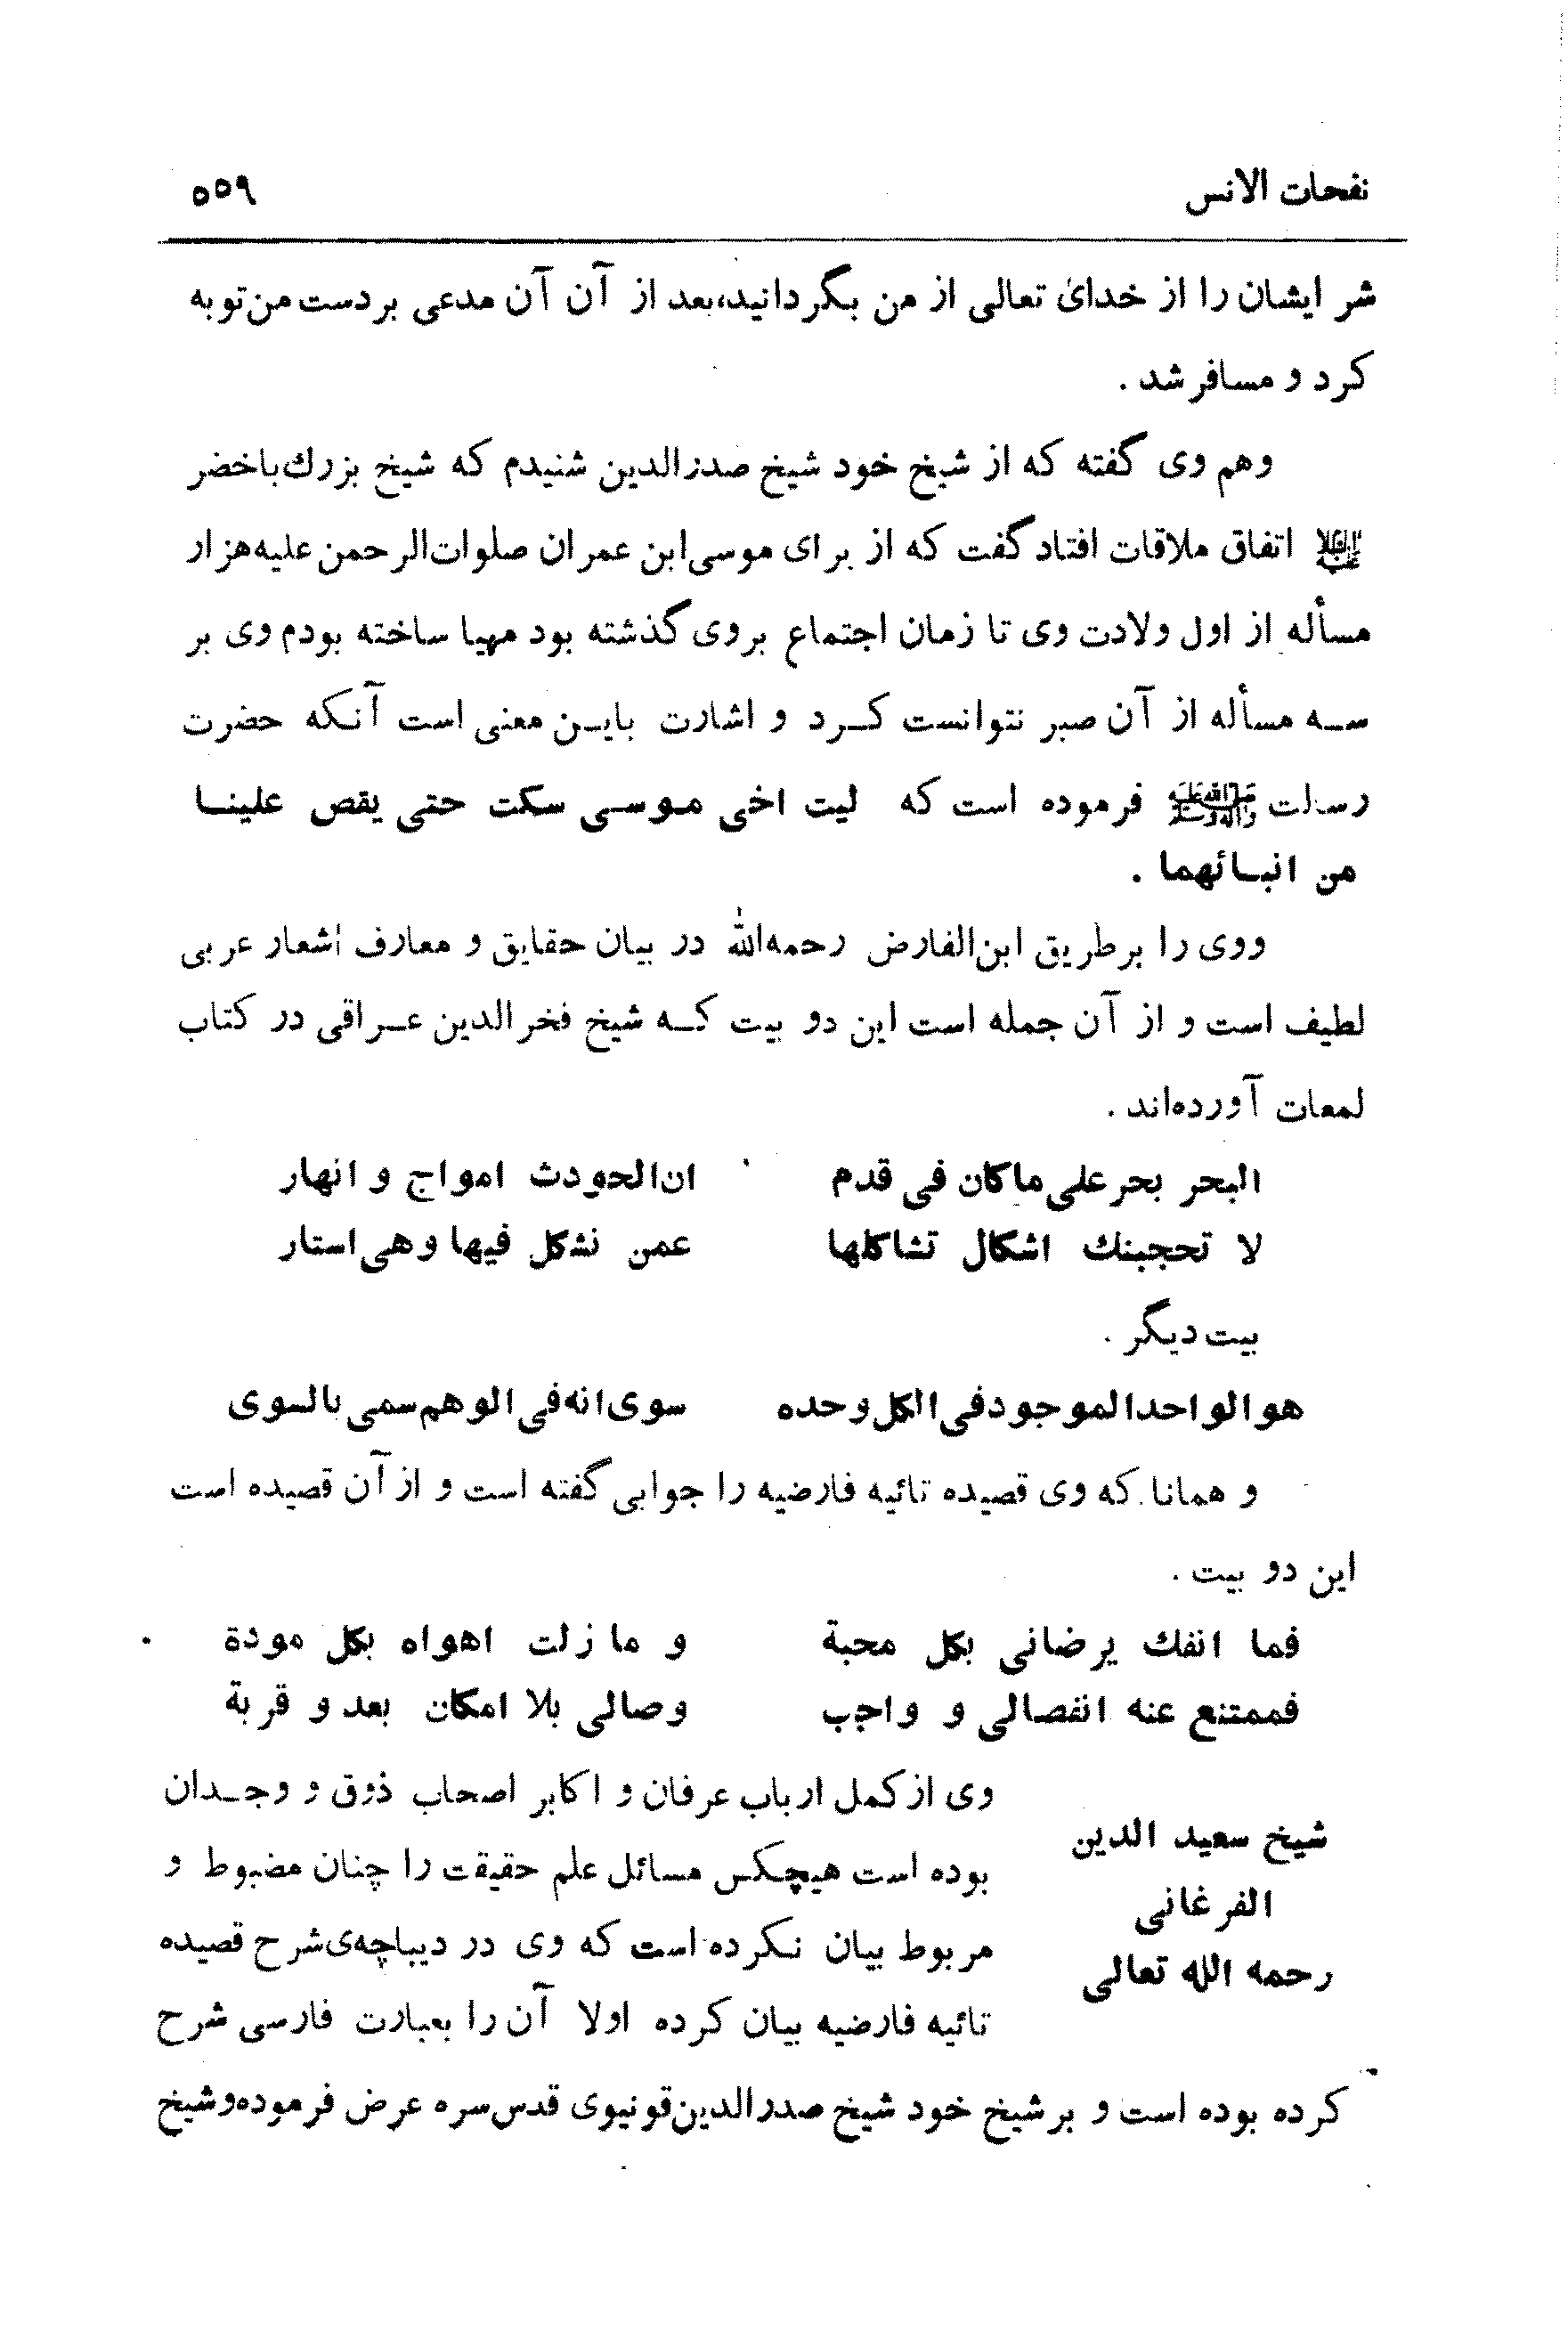 نفحات الانس
۵۵۹
شر ایشان را از خدای تعالی از من بگردانید، بعد از آن آن مدعی بردست من توبه
کرد و مسافر شد .
وهم وی گفته که از شیخ خود شیخ صدرالدین شنیدم که شیخ بزرك باخضر
علیه السلام اتفاق ملاقات افتاد گفت که از برای موسی ابن عمران صلوات الرحمن علیه هزار
مسأله از اول ولادت وی تا زمان اجتماع بروی گذشته بود مهیا ساخته بودم وی بر
سه مسأله از آن صبر نتوانست کرد و اشارت باین معنی است آنکه حضرت
رسالت صلی الله علیه وآله وسلم فرموده است که لیت اخی موسی سکت حتی یقص علینا
من انبائهما .
ووی را برطریق ابن الفارض رحمه الله در بیان حقایق و معارف اشعار عربی
لطیف است و از آن جمله است این دو بیت که شیخ فخرالدین عراقی در کتاب
لمعات آورده‌اند .
البحر بحر علی ماکان فی قدم    ان الحودث امواج و انهار
لا تحجبنك اشکال تشاکلها    عمن نشکل فیها وهی استار
بیت دیگر .
هو الواحد الموجود فی الکل وحده    سوی انه فی الوهم سمی بالسوی
و همانا که وی قصیده تائیه فارضیه را جوابی گفته است و از آن قصیده است
این دو بیت .
فما انفك یرضانی بکل محبة    و ما زلت اهواه بکل مودة
فممتنع عنه انفصالی و واجب    وصالی بلا امکان بعد و قربة
شیخ سعید الدین
الفرغانی
رحمه الله تعالی
وی از کمل ارباب عرفان و اکابر اصحاب ذوق و وجدان
بوده است هیچکس مسائل علم حقیقت را چنان مضبوط و
مربوط بیان نکرده است که وی در دیباچه‌ی شرح قصیده
تائیه فارضیه بیان کرده اولا آن را بعبارت فارسی شرح
کرده بوده است و بر شیخ خود شیخ صدرالدین قونیوی قدس سره عرض فرموده وشیخ